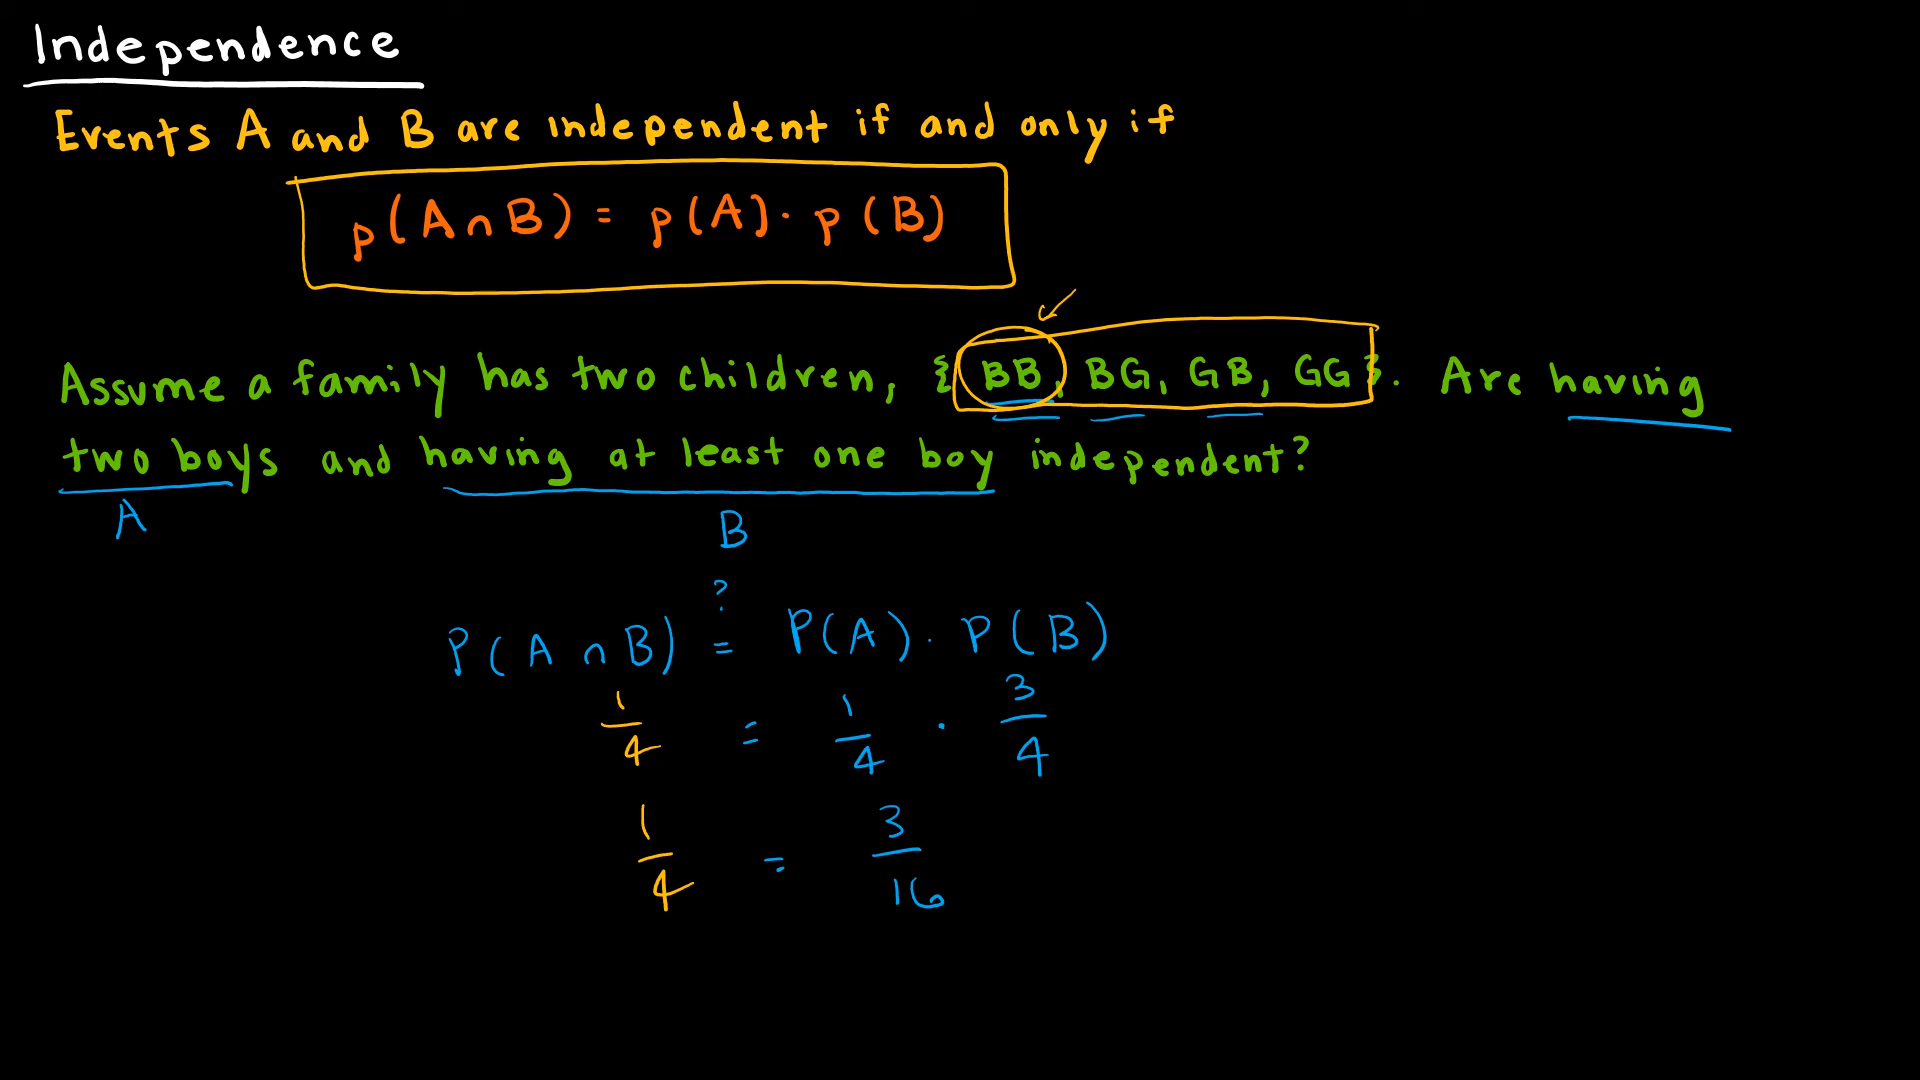 Independence
Events A and B are independent if and only if
p(A∩B) = p(A)·p(B)
Assume a family has two children, {BB, BG, GB, GG}. Are having
two boys and having at least one boy independent?
A
B
?
P(A∩B) = P(A)·P(B)
1/4 = 1/4 · 3/4
1/4 = 3/16